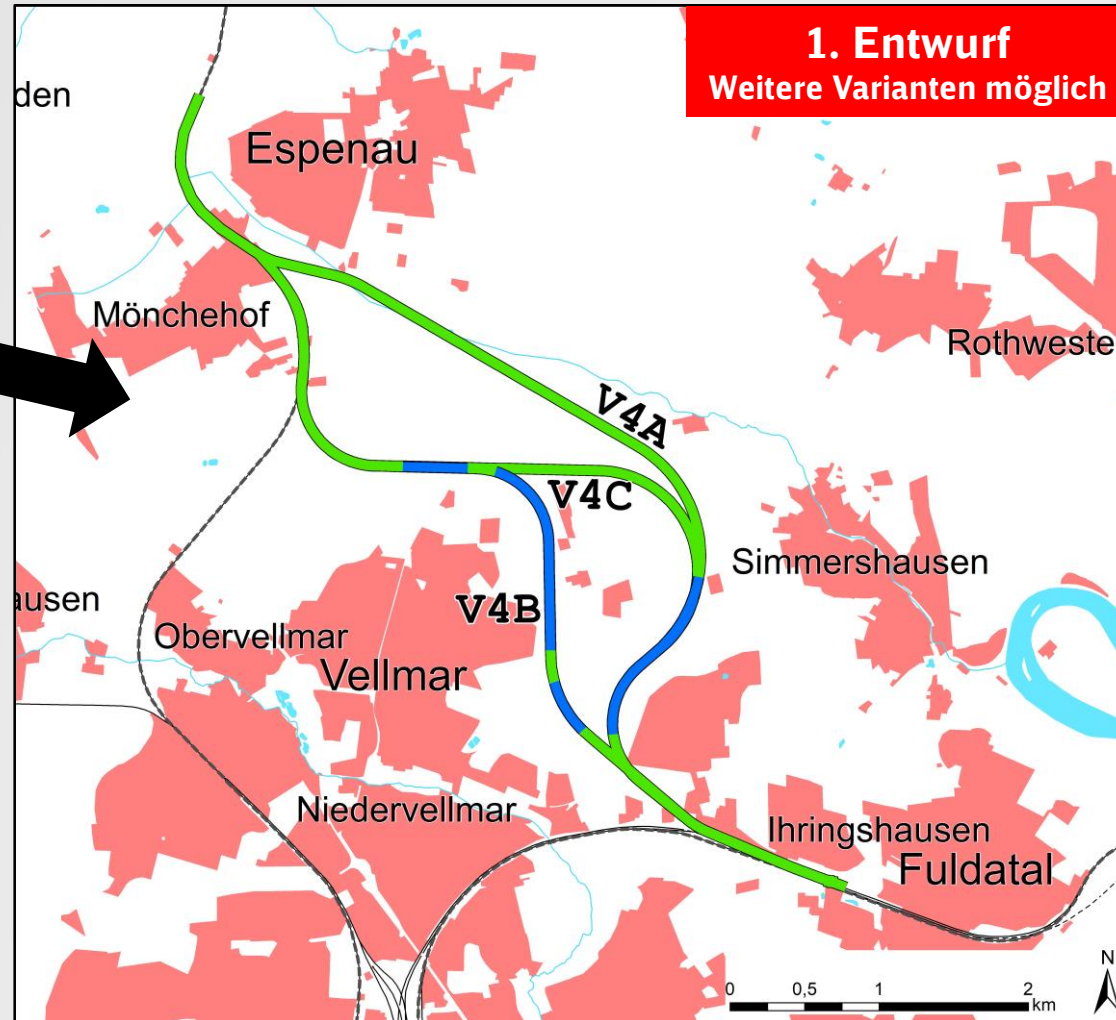 1. Entwurf
Weitere Varianten möglich
den
Espenau
Mönchehof
Rothweste
V4A
V4C
Simmershausen
V4B
ausen
Obervellmar
Vellmar
Niedervellmar
Ihringshausen
Fuldatal
N
0 0,5 1 2
km